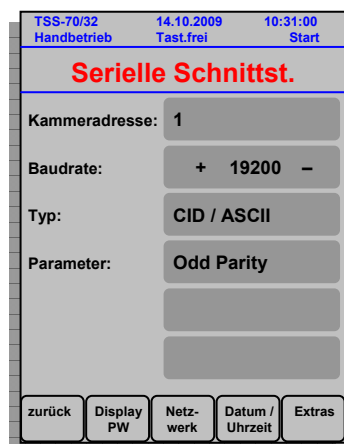 TSS-70/32 14.10.2009 10:31:00
Handbetrieb Tast.frei Start
Serielle Schnittst.
Kammeradresse: 1
Baudrate: + 19200 –
Typ: CID / ASCII
Parameter: Odd Parity
zurück Display Netz- Datum / Extras
PW werk Uhrzeit